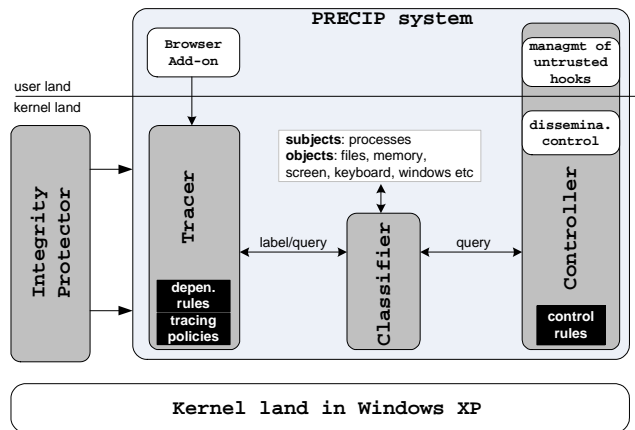 PRECIP system
Browser
Add-on
managmt of
untrusted
hooks
user land
kernel land
dissemina.
control
subjects: processes
objects: files, memory,
screen, keyboard, windows etc
Integrity
Protector
Tracer
label/query
Classifier
query
Controller
depen.
rules
tracing
policies
control
rules
Kernel land in Windows XP